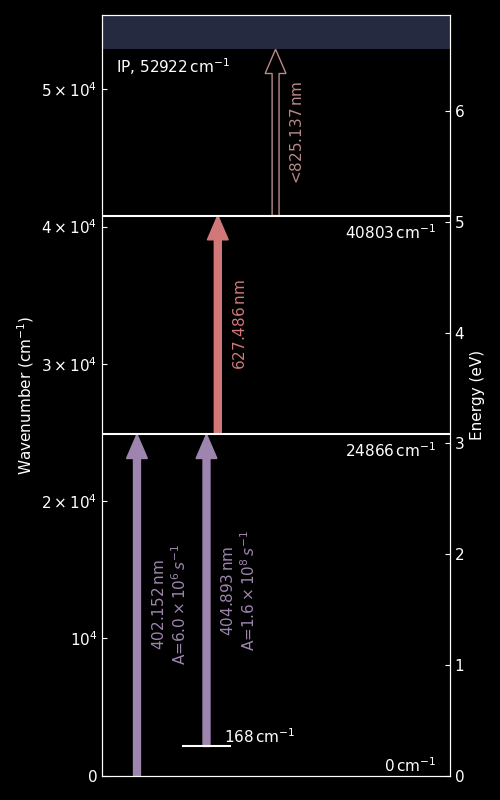 IP, 52922 cm⁻¹
5 × 10⁴
6
<825.137 nm
4 × 10⁴
5
40803 cm⁻¹
627.486 nm
4
3 × 10⁴
Wavenumber (cm⁻¹)
Energy (eV)
3
24866 cm⁻¹
2 × 10⁴
2
402.152 nm
A=6.0 × 10⁶ s⁻¹
404.893 nm
A=1.6 × 10⁸ s⁻¹
10⁴
1
168 cm⁻¹
0 cm⁻¹
0
0